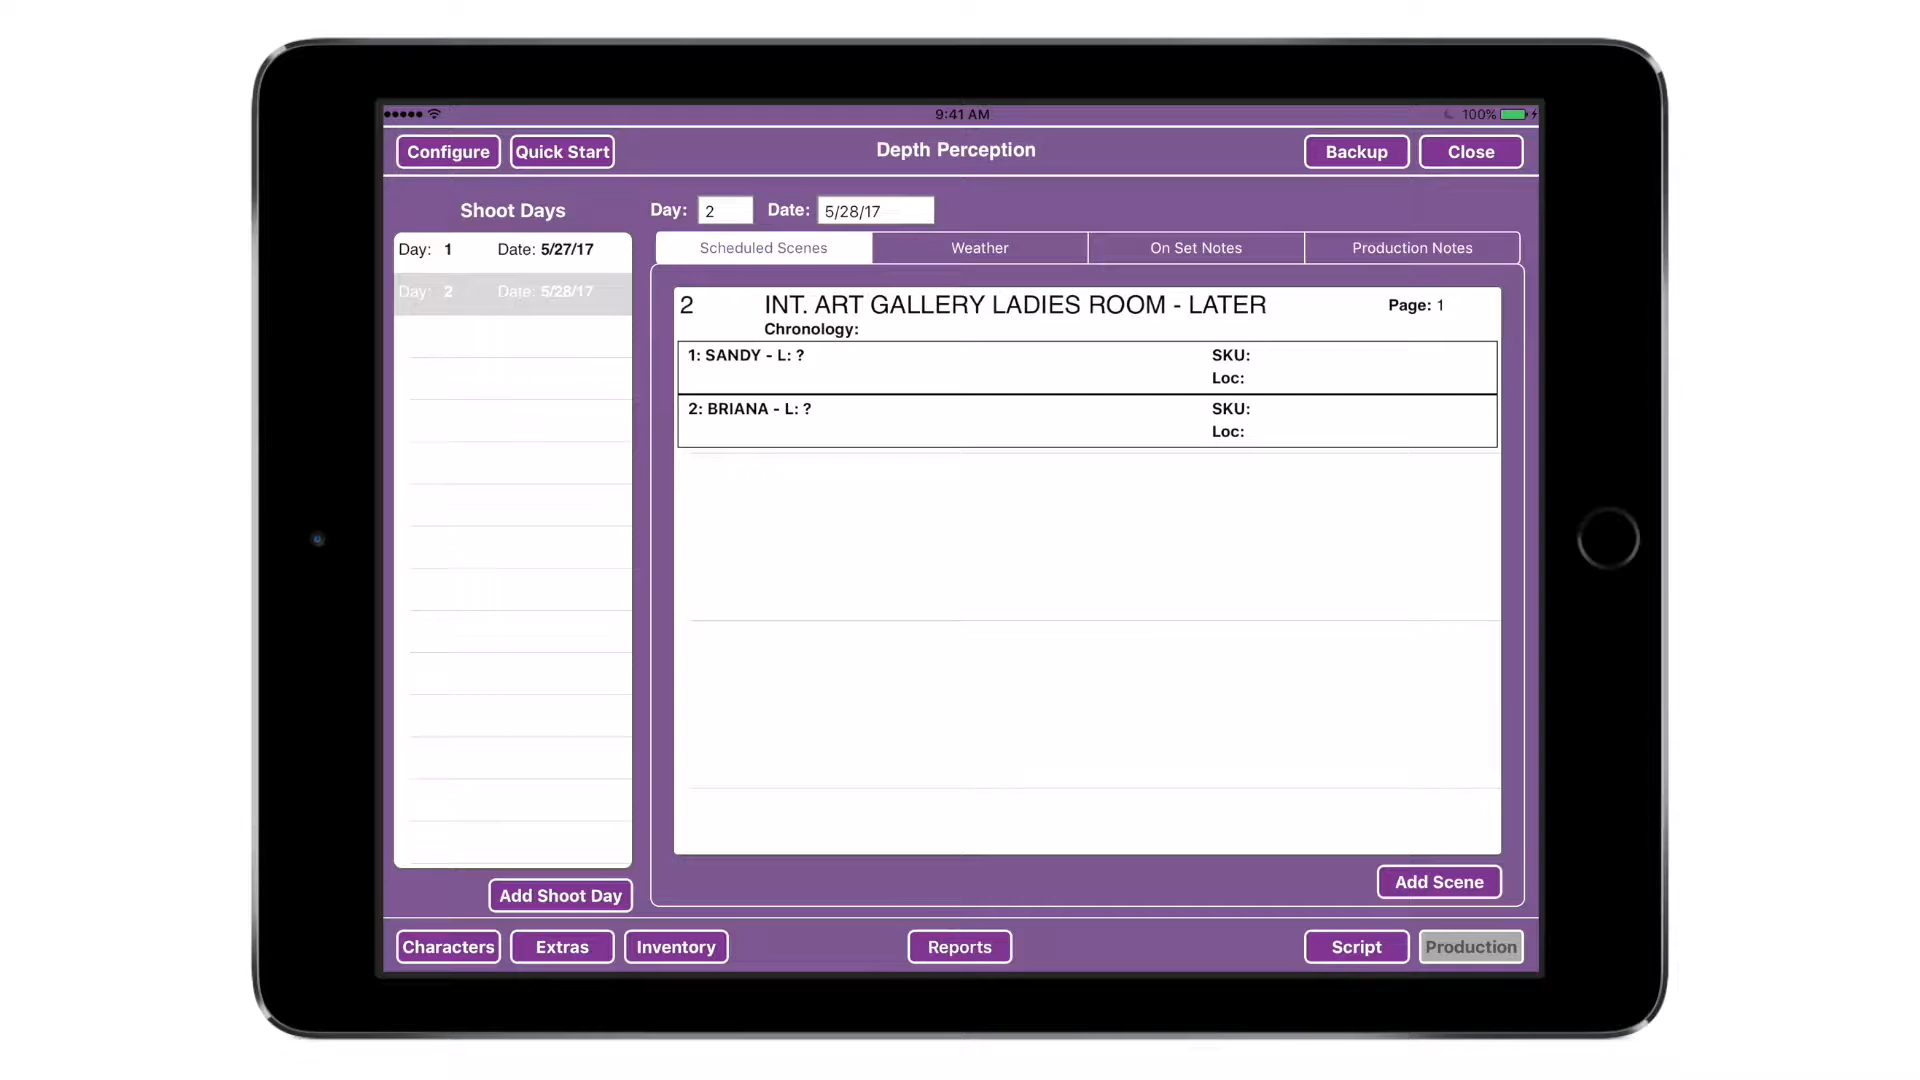 9:41 AM
100%
Configure
Quick Start
Depth Perception
Backup
Close
Shoot Days
Day: 2 Date: 5/28/17
Day: 1 Date: 5/27/17
Day: 2 Date: 5/28/17
Scheduled Scenes
Weather
On Set Notes
Production Notes
2 INT. ART GALLERY LADIES ROOM - LATER Page: 1
Chronology:
1: SANDY - L: ? SKU:
Loc:
2: BRIANA - L: ? SKU:
Loc:
Add Scene
Add Shoot Day
Characters
Extras
Inventory
Reports
Script
Production